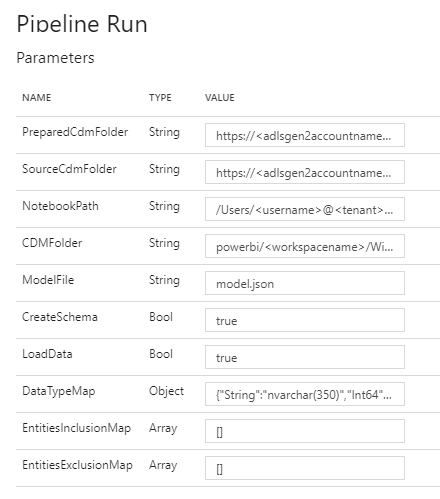 Pipeline Run
Parameters
NAME TYPE VALUE
PreparedCdmFolder String https://<adlsgen2accountname...
SourceCdmFolder String https://<adlsgen2accountname...
NotebookPath String /Users/<username>@<tenant>...
CDMFolder String powerbi/<workspacename>/Wi...
ModelFile String model.json
CreateSchema Bool true
LoadData Bool true
DataTypeMap Object {"String":"nvarchar(350)","Int64"...
EntitiesInclusionMap Array []
EntitiesExclusionMap Array []